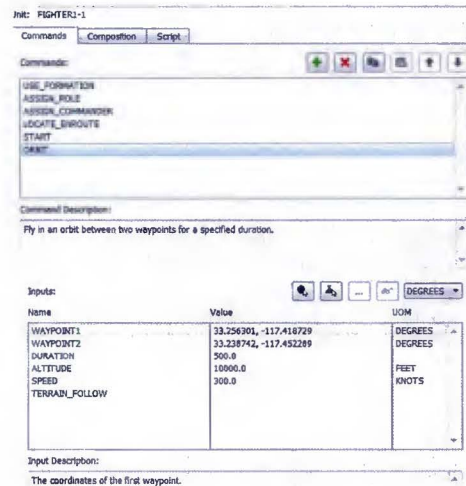 Unit: FIGHTER1-1
Commands Composition Script
Commands:
USE_FORMATION
ASSIGN_ROLE
ASSIGN_COMMANDER
LOCATE_ENROUTE
START
ORBIT
Command Description:
Fly in an orbit between two waypoints for a specified duration.
Inputs:
... ab* DEGREES
Name Value UOM
WAYPOINT1 33.256301, -117.418729 DEGREES
WAYPOINT2 33.238742, -117.452289 DEGREES
DURATION 500.0
ALTITUDE 10000.0 FEET
SPEED 300.0 KNOTS
TERRAIN_FOLLOW
Input Description:
The coordinates of the first waypoint.